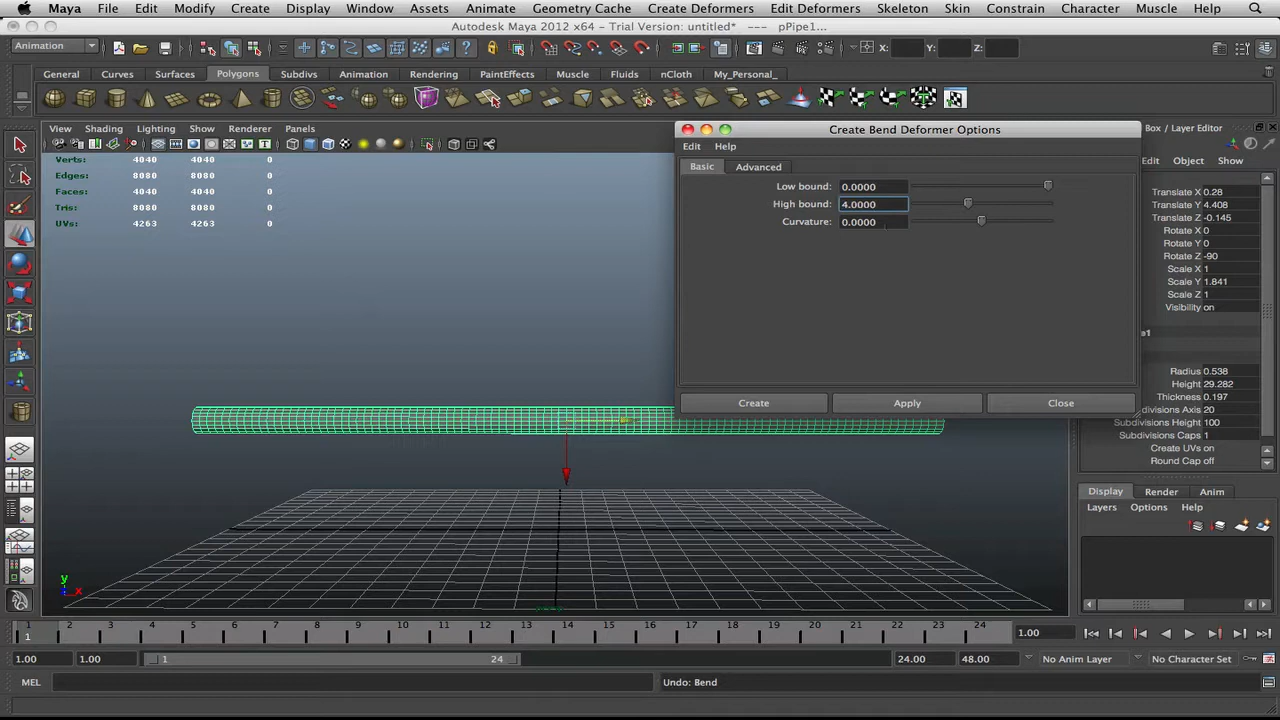 Maya File Edit Modify Create Display Window Assets Animate Geometry Cache Create Deformers Edit Deformers Skeleton Skin Constrain Character Muscle Help
Autodesk Maya 2012 x64 - Trial Version: untitled* --- pPipe1...
Animation X: Y: Z:
General Curves Surfaces Polygons Subdivs Animation Rendering PaintEffects Muscle Fluids nCloth My_Personal_
View Shading Lighting Show Renderer Panels
Create Bend Deformer Options
Box / Layer Editor
Edit Help
Edit Object Show
Verts: 4040 4040 0
Edges: 8080 8080 0
Faces: 4040 4040 0
Tris: 8080 8080 0
UVs: 4263 4263 0
Basic Advanced
Low bound: 0.0000
High bound: 4.0000
Curvature: 0.0000
Create Apply Close
Translate X 0.28
Translate Y 4.408
Translate Z -0.145
Rotate X 0
Rotate Y 0
Rotate Z -90
Scale X 1
Scale Y 1.841
Scale Z 1
Visibility on
e1
Radius 0.538
Height 29.282
Thickness 0.197
divisions Axis 20
Subdivisions Height 100
Subdivisions Caps 1
Create UVs on
Round Cap off
Display Render Anim
Layers Options Help
y
x
1 2 3 4 5 6 7 8 9 10 11 12 13 14 15 16 17 18 19 20 21 22 23 24
1 1.00
1.00 1.00 1 24 24.00 48.00 No Anim Layer No Character Set
MEL Undo: Bend